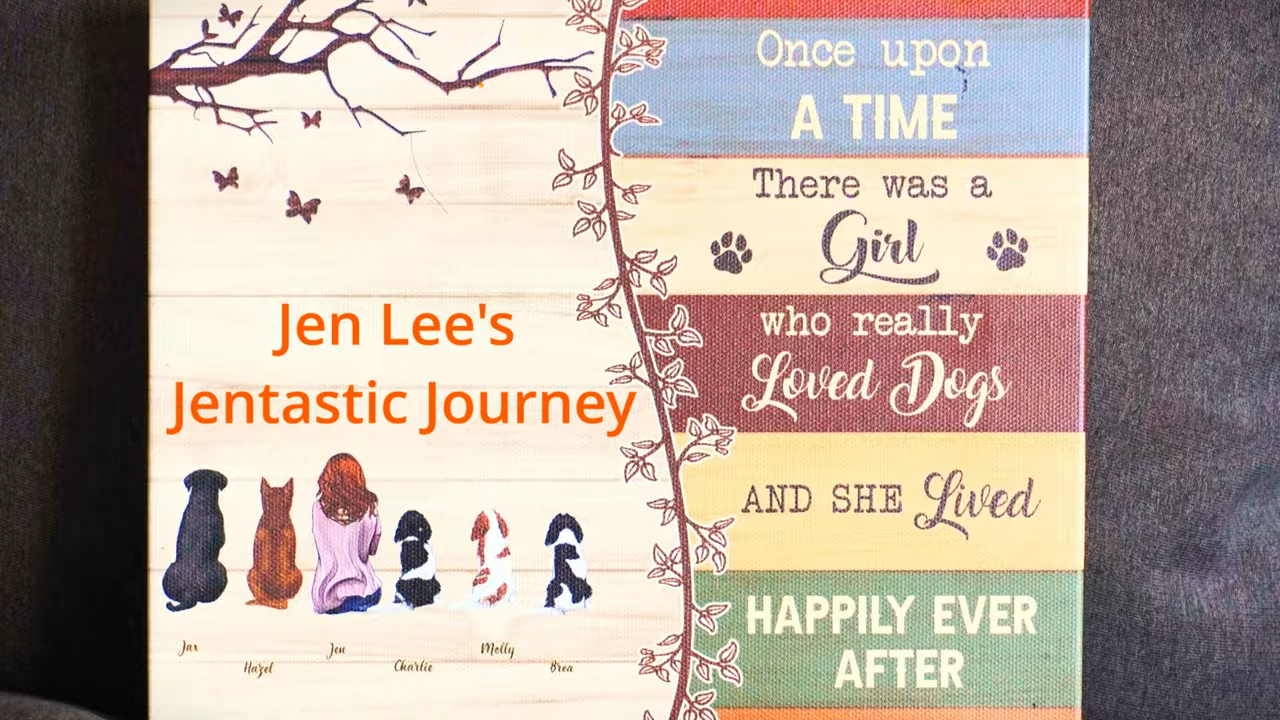 Once upon
A TIME
There was a
Girl
who really
Loved Dogs
AND SHE Lived
HAPPILY EVER
AFTER
Jen Lee's
Jentastic Journey
Jax
Hazel
Jen
Charlie
Molly
Brea